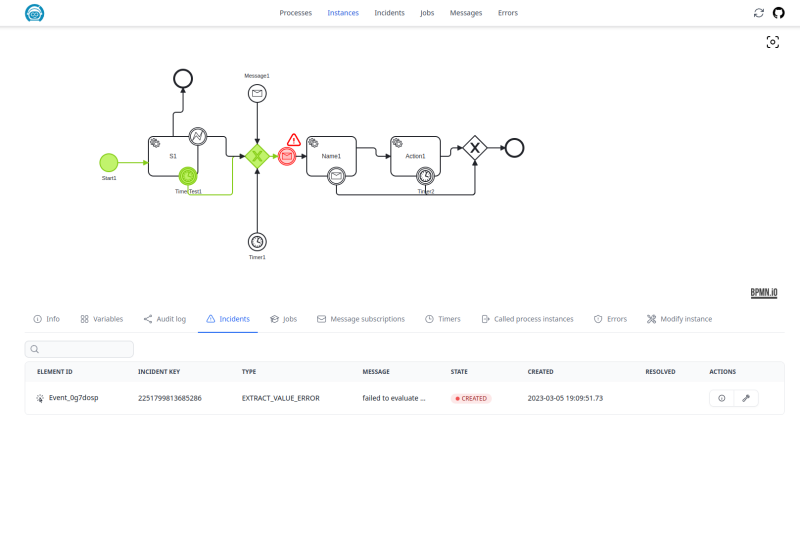 Processes Instances Incidents Jobs Messages Errors
Message1
S1
Name1
Action1
Start1
TimerTest1
Timer2
Timer1
BPMN.iO
Info Variables Audit log Incidents Jobs Message subscriptions Timers Called process instances Errors Modify instance
ELEMENT ID INCIDENT KEY TYPE MESSAGE STATE CREATED RESOLVED ACTIONS
Event_0g7dosp 2251799813685286 EXTRACT_VALUE_ERROR failed to evaluate ... CREATED 2023-03-05 19:09:51.73